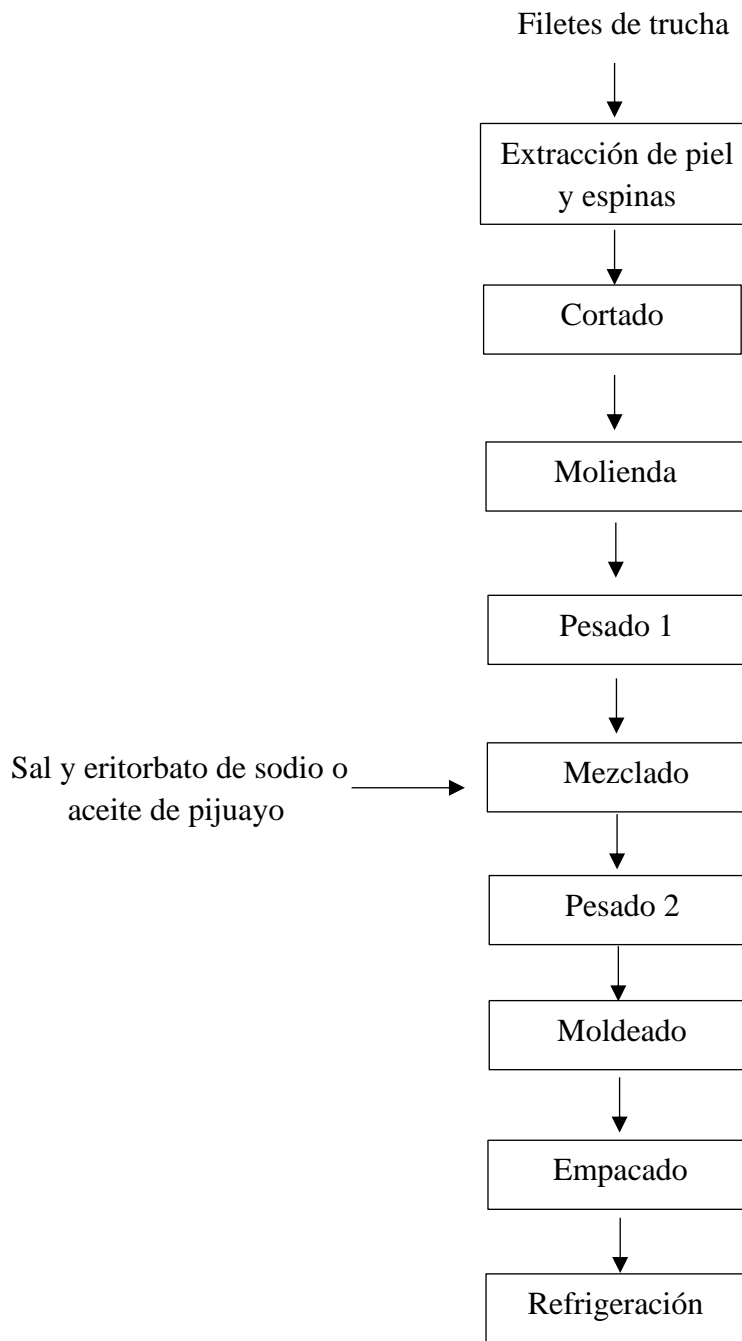 Filetes de trucha
Extracción de piel
y espinas
Cortado
Molienda
Pesado 1
Sal y eritorbato de sodio o
aceite de pijuayo
Mezclado
Pesado 2
Moldeado
Empacado
Refrigeración